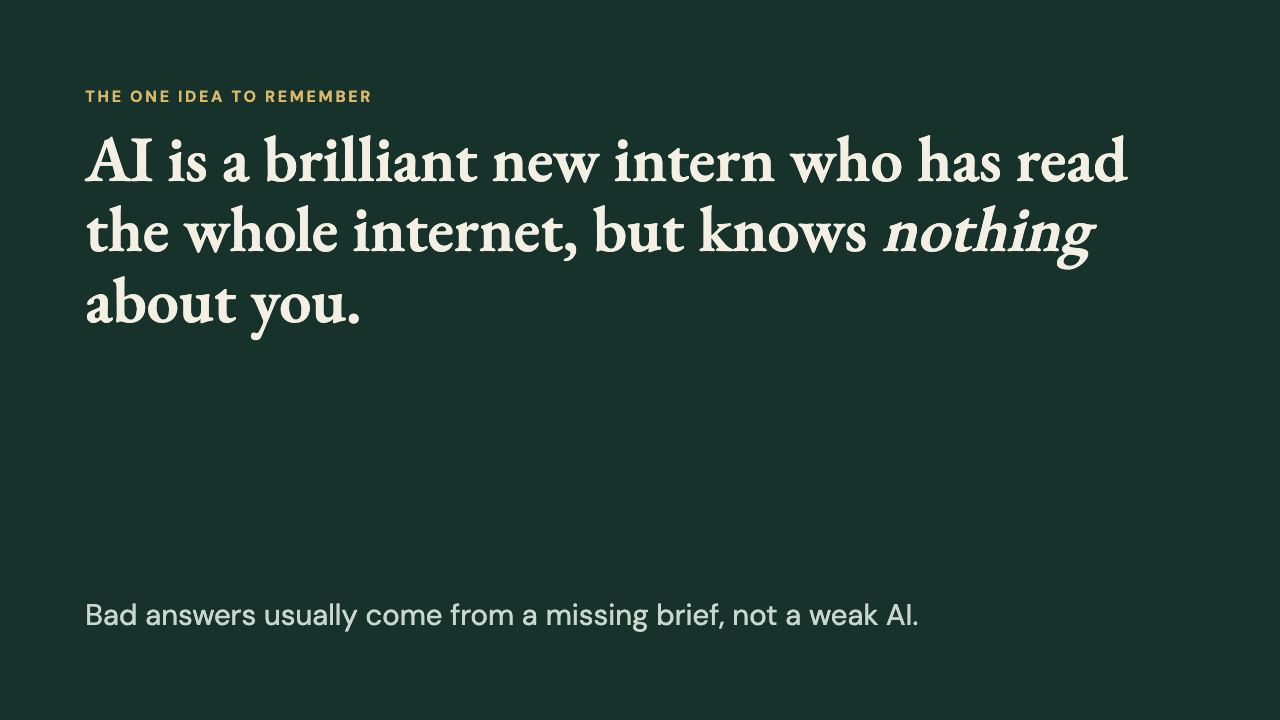 THE ONE IDEA TO REMEMBER
AI is a brilliant new intern who has read
the whole internet, but knows nothing
about you.
Bad answers usually come from a missing brief, not a weak AI.